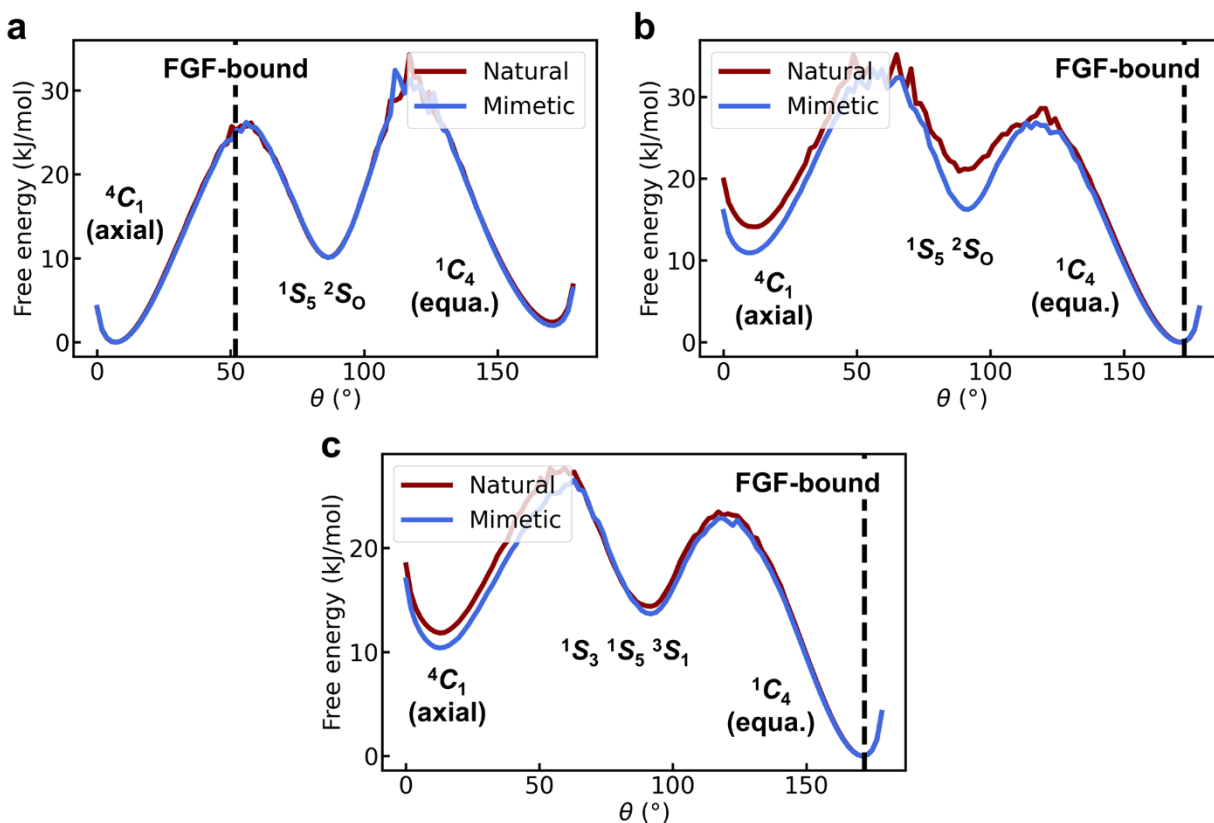 a
FGF-bound
Natural
Mimetic
Free energy (kJ/mol)
30
20
10
0
⁴C₁
(axial)
¹S₅ ²S_O
¹C₄
(equa.)
0 50 100 150
θ (°)
b
Natural
Mimetic
FGF-bound
Free energy (kJ/mol)
30
20
10
0
⁴C₁
(axial)
¹S₅ ²S_O
¹C₄
(equa.)
0 50 100 150
θ (°)
c
Natural
Mimetic
FGF-bound
Free energy (kJ/mol)
20
10
0
⁴C₁
(axial)
¹S₃ ¹S₅ ³S₁
¹C₄
(equa.)
0 50 100 150
θ (°)